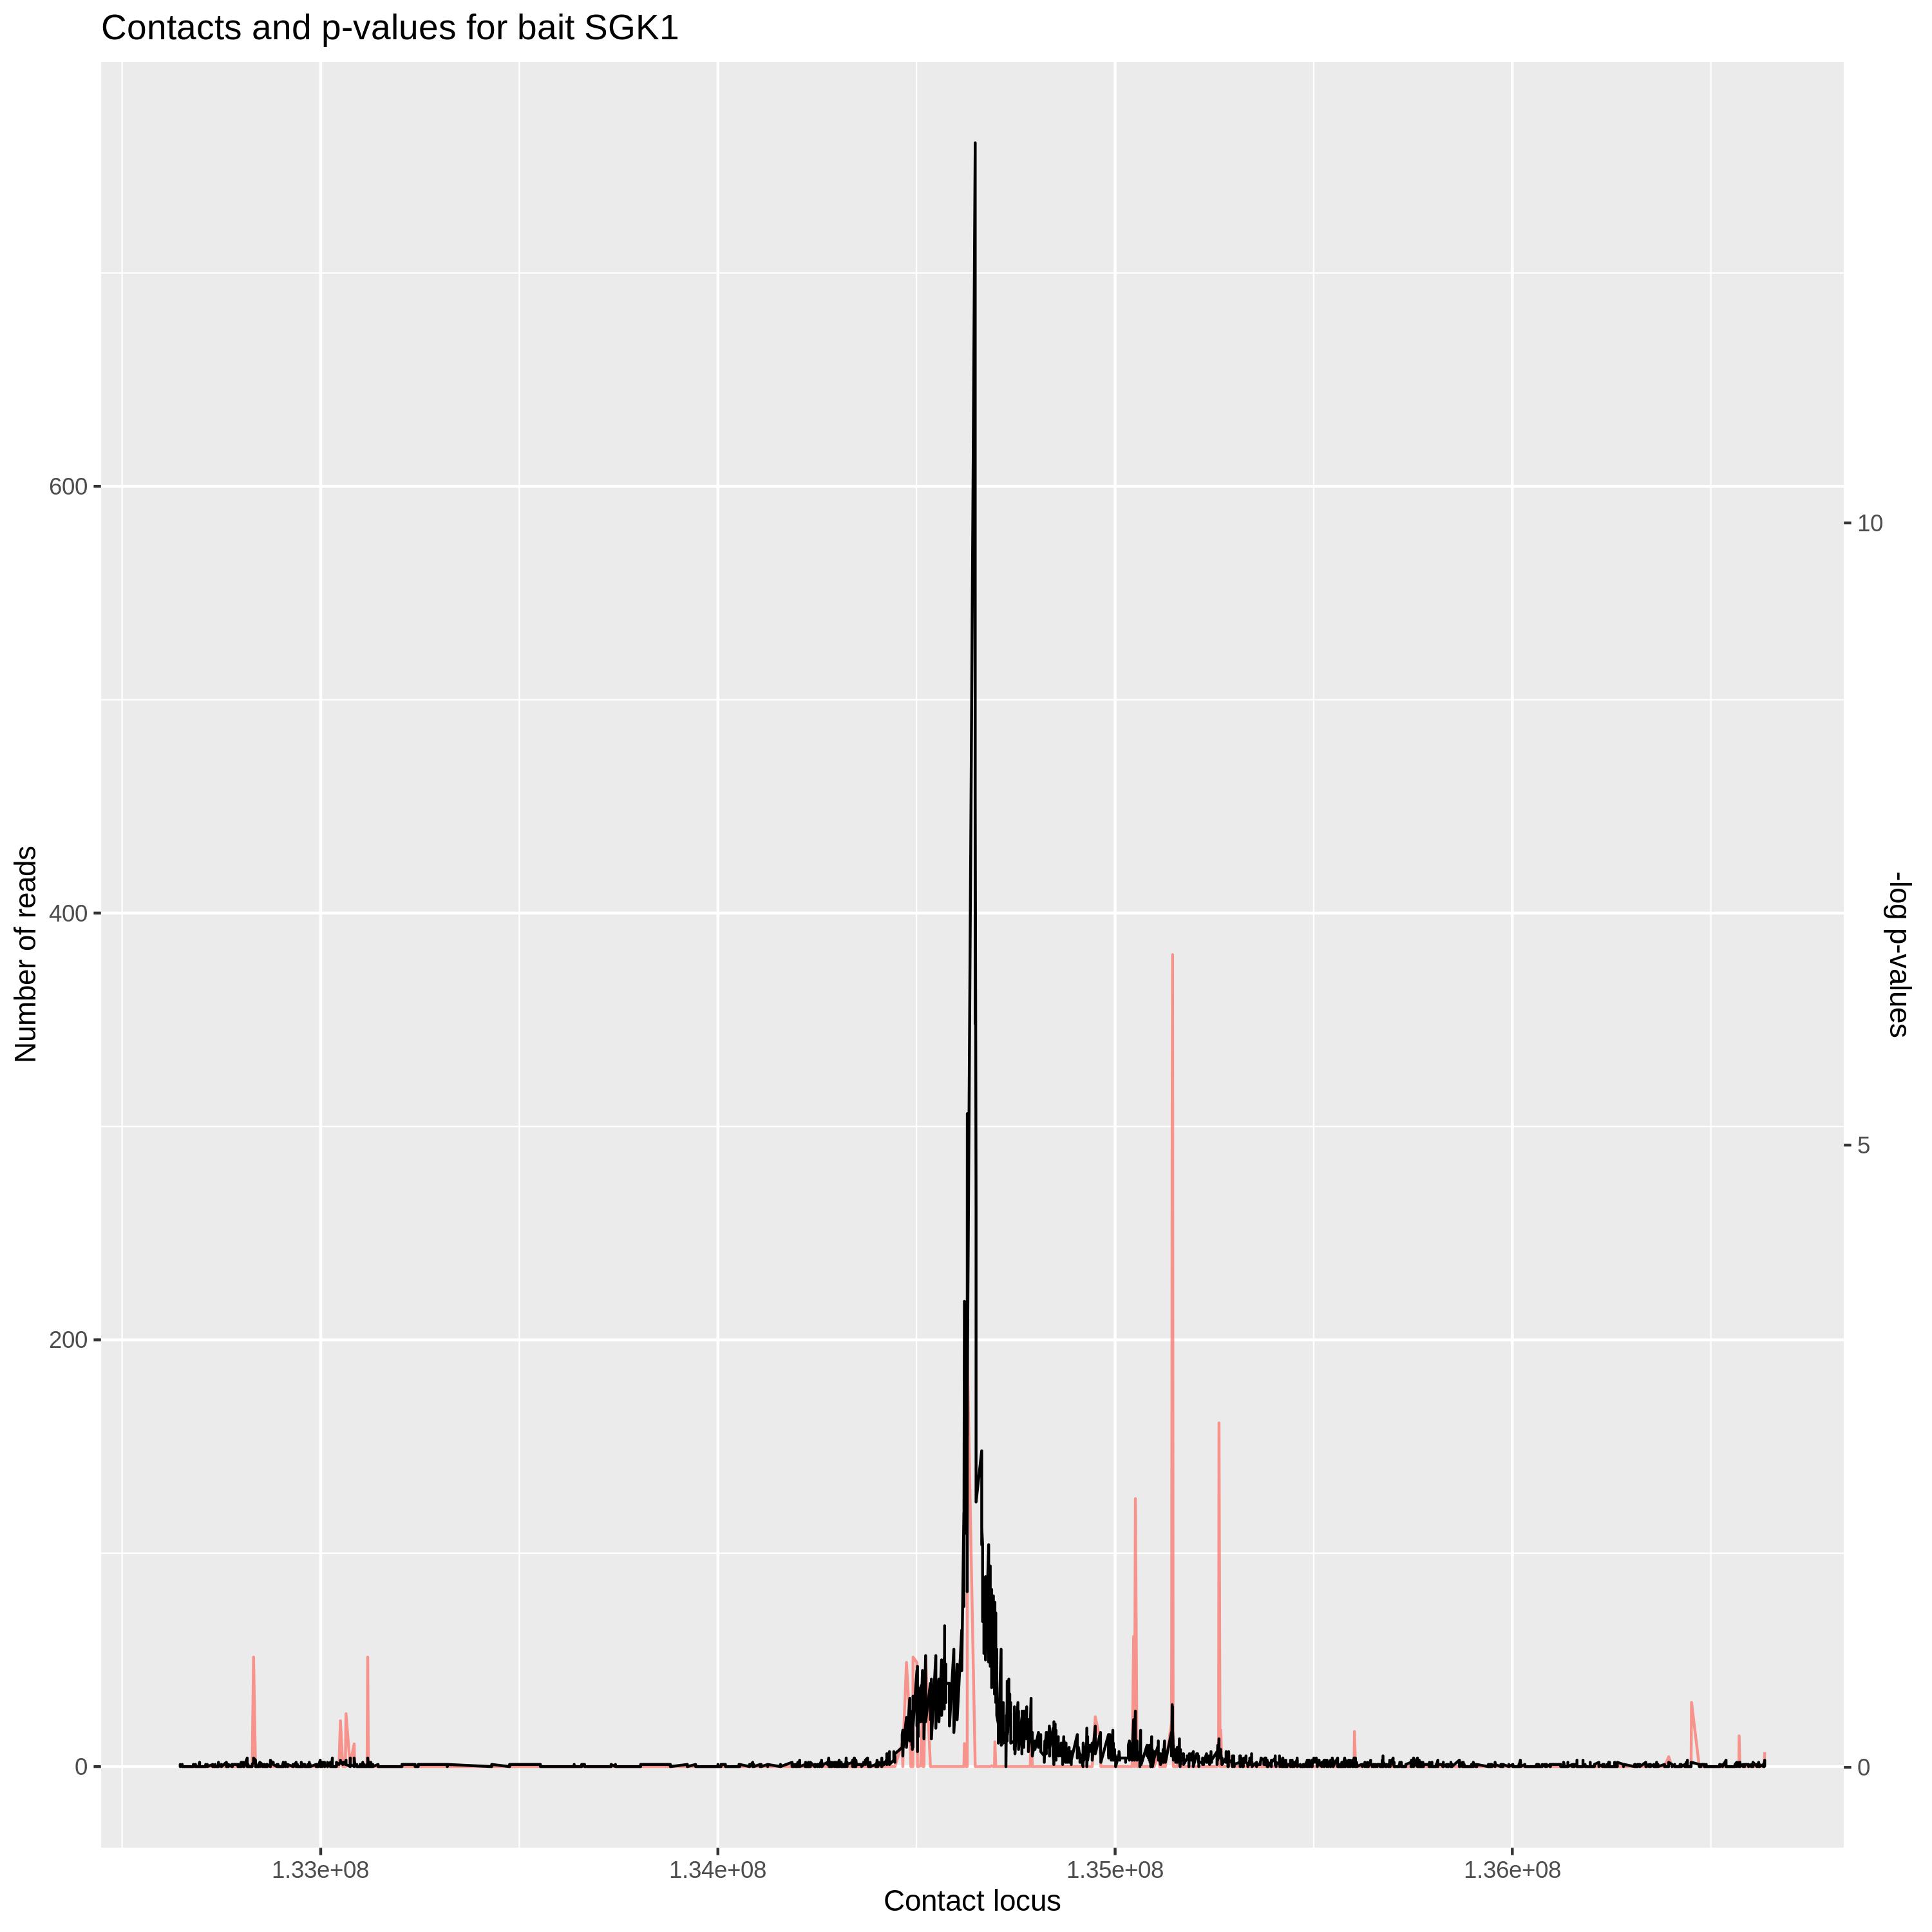 Contacts and p-values for bait SGK1
Number of reads
600
400
200
0
-log p-values
10
5
0
1.33e+08
1.34e+08
1.35e+08
1.36e+08
Contact locus